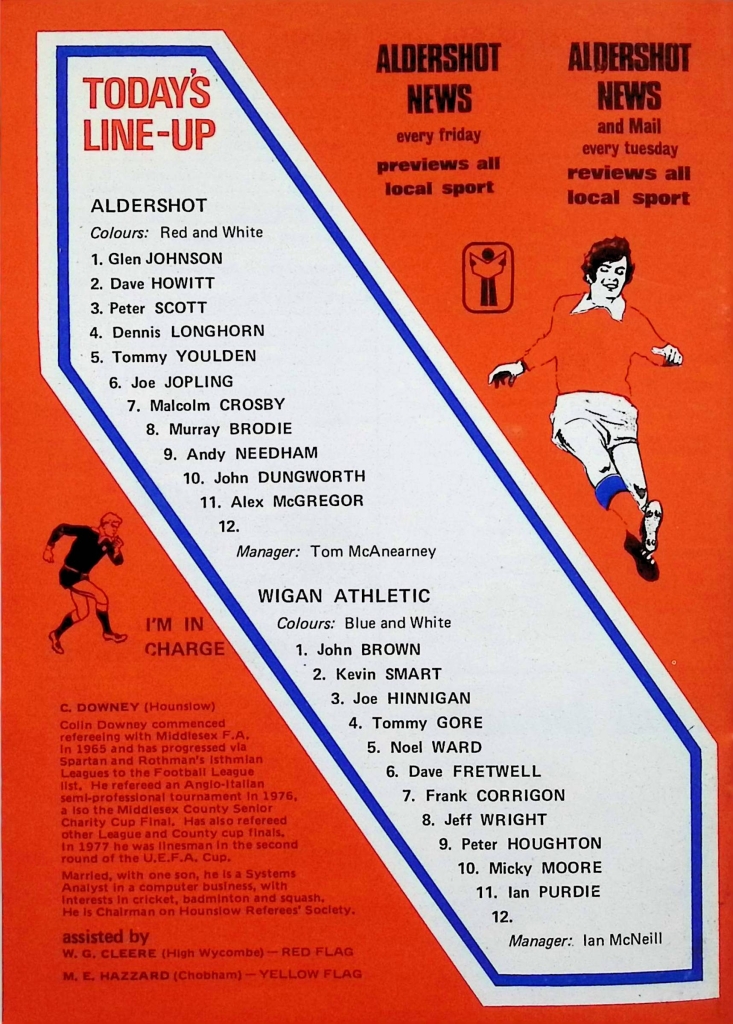 TODAY'S
LINE-UP
ALDERSHOT
NEWS
every friday
previews all
local sport
ALDERSHOT
NEWS
and Mail
every tuesday
reviews all
local sport
ALDERSHOT
Colours: Red and White
1. Glen JOHNSON
2. Dave HOWITT
3. Peter SCOTT
4. Dennis LONGHORN
5. Tommy YOULDEN
6. Joe JOPLING
7. Malcolm CROSBY
8. Murray BRODIE
9. Andy NEEDHAM
10. John DUNGWORTH
11. Alex McGREGOR
12.
Manager: Tom McAnearney
WIGAN ATHLETIC
Colours: Blue and White
1. John BROWN
2. Kevin SMART
3. Joe HINNIGAN
4. Tommy GORE
5. Noel WARD
6. Dave FRETWELL
7. Frank CORRIGON
8. Jeff WRIGHT
9. Peter HOUGHTON
10. Micky MOORE
11. Ian PURDIE
12.
Manager: Ian McNeill
I'M IN
CHARGE
C. DOWNEY (Hounslow)
Colin Downey commenced
refereeing with Middlesex F.A.
in 1965 and has progressed via
Spartan and Rothman's Isthmian
Leagues to the Football League
list. He refereed an Anglo-Italian
semi-professional tournament in 1976,
a lso the Middlesex County Senior
Charity Cup Final. Has also refereed
other League and County cup finals.
In 1977 he was linesman in the second
round of the U.E.F.A. Cup.
Married, with one son, he is a Systems
Analyst in a computer business, with
interests in cricket, badminton and squash.
He is Chairman on Hounslow Referees' Society.
assisted by
W. G. CLEERE (High Wycombe) — RED FLAG
M. E. HAZZARD (Chobham) — YELLOW FLAG